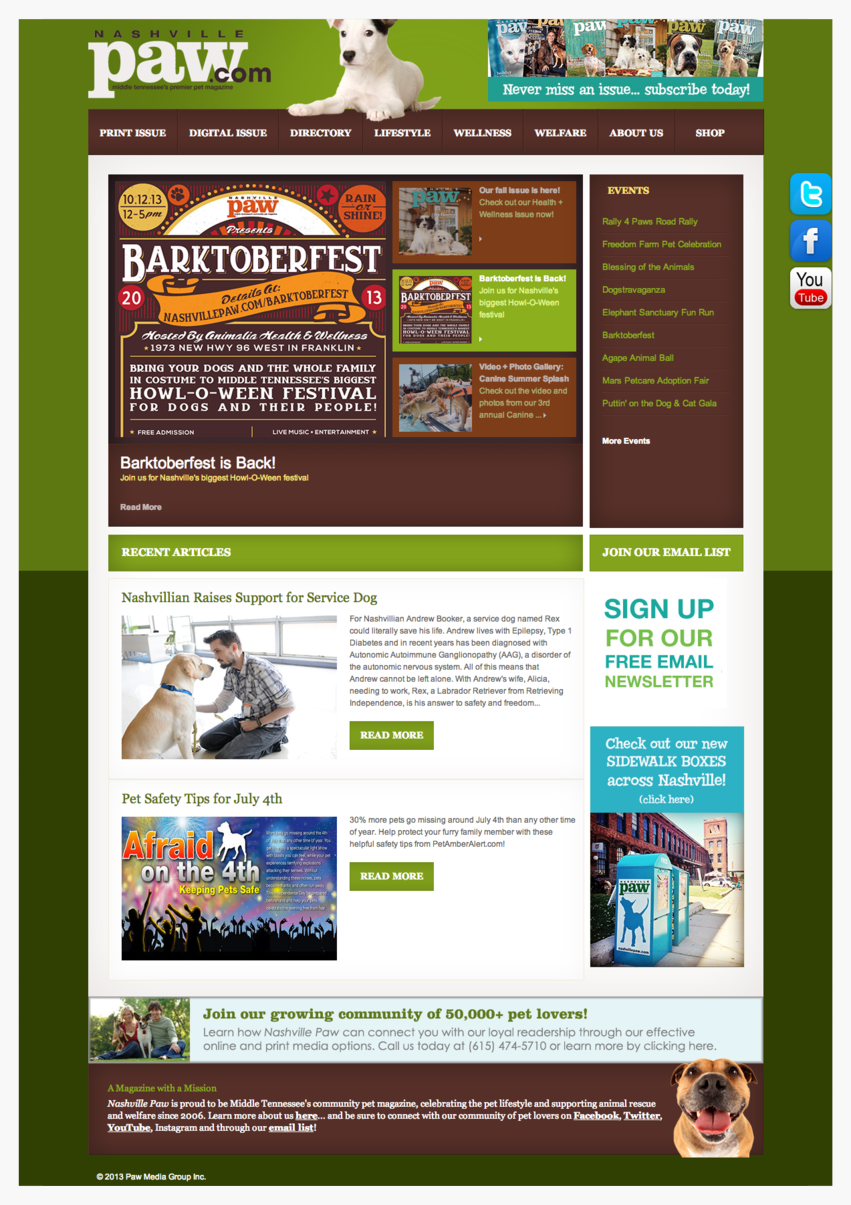 NASHVILLE
paw.com
middle tennessee's premier pet magazine
paw paw paw paw paw
Never miss an issue... subscribe today!
PRINT ISSUE DIGITAL ISSUE DIRECTORY LIFESTYLE WELLNESS WELFARE ABOUT US SHOP
10.12.13
12-5pm
NASHVILLE
paw
Presents
RAIN
or
SHINE!
BARKTOBERFEST
20
Details At:
NASHVILLEPAW.COM/BARKTOBERFEST
13
Hosted By Animalia Health & Wellness
1973 NEW HWY 96 WEST IN FRANKLIN
BRING YOUR DOGS AND THE WHOLE FAMILY
IN COSTUME TO MIDDLE TENNESSEE'S BIGGEST
HOWL-O-WEEN FESTIVAL
FOR DOGS AND THEIR PEOPLE!
FREE ADMISSION
LIVE MUSIC • ENTERTAINMENT
paw
Our fall issue is here!
Check out our Health +
Wellness Issue now!
BARKTOBERFEST
Barktoberfest is Back!
Join us for Nashville's
biggest Howl-O-Ween
festival
Video + Photo Gallery:
Canine Summer Splash
Check out the video and
photos from our 3rd
annual Canine ...
Barktoberfest is Back!
Join us for Nashville's biggest Howl-O-Ween festival
Read More
EVENTS
Rally 4 Paws Road Rally
Freedom Farm Pet Celebration
Blessing of the Animals
Dogstravaganza
Elephant Sanctuary Fun Run
Barktoberfest
Agape Animal Ball
Mars Petcare Adoption Fair
Puttin' on the Dog & Cat Gala
More Events
t
f
You
Tube
RECENT ARTICLES
Nashvillian Raises Support for Service Dog
For Nashvillian Andrew Booker, a service dog named Rex
could literally save his life. Andrew lives with Epilepsy, Type 1
Diabetes and in recent years has been diagnosed with
Autonomic Autoimmune Ganglionopathy (AAG), a disorder of
the autonomic nervous system. All of this means that
Andrew cannot be left alone. With Andrew's wife, Alicia,
needing to work, Rex, a Labrador Retriever from Retrieving
Independence, is his answer to safety and freedom...
READ MORE
Pet Safety Tips for July 4th
Afraid
on the 4th
Keeping Pets Safe
30% more pets go missing around July 4th than any other time
of year. Help protect your furry family member with these
helpful safety tips from PetAmberAlert.com!
READ MORE
JOIN OUR EMAIL LIST
SIGN UP
FOR OUR
FREE EMAIL
NEWSLETTER
Check out our new
SIDEWALK BOXES
across Nashville!
(click here)
paw
nashvillepaw.com
Join our growing community of 50,000+ pet lovers!
Learn how Nashville Paw can connect you with our loyal readership through our effective
online and print media options. Call us today at (615) 474-5710 or learn more by clicking here.
A Magazine with a Mission
Nashville Paw is proud to be Middle Tennessee's community pet magazine, celebrating the pet lifestyle and supporting animal rescue
and welfare since 2006. Learn more about us here... and be sure to connect with our community of pet lovers on Facebook, Twitter,
YouTube, Instagram and through our email list!
© 2013 Paw Media Group Inc.